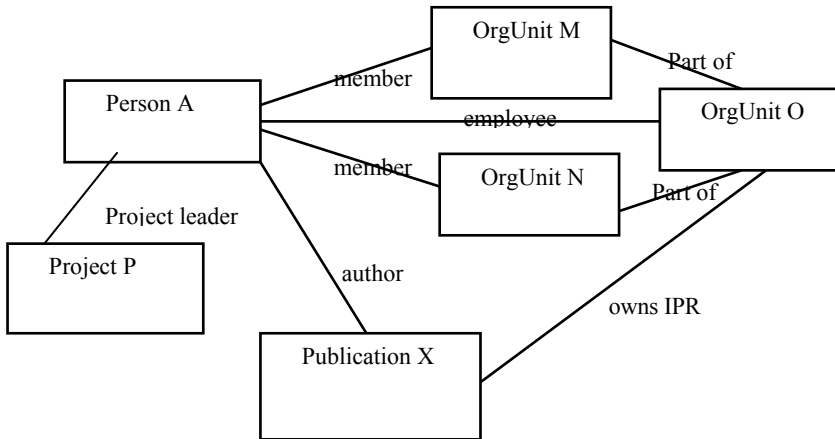 OrgUnit M
Part of
member
Person A
OrgUnit O
employee
member
OrgUnit N
Part of
Project leader
Project P
author
owns IPR
Publication X